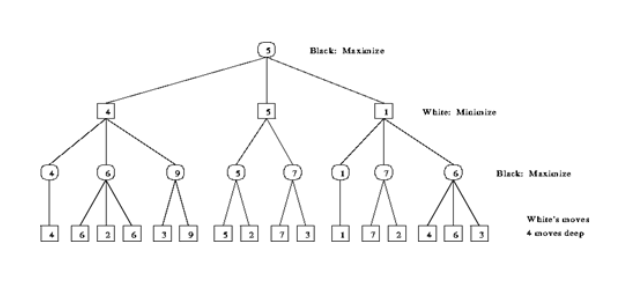 5 Black: Maximize
4 5 1 White: Minimize
4 6 9 5 7 1 7 6 Black: Maximize
White's moves
4 6 2 6 3 9 5 2 7 3 1 7 2 4 6 3 4 moves deep